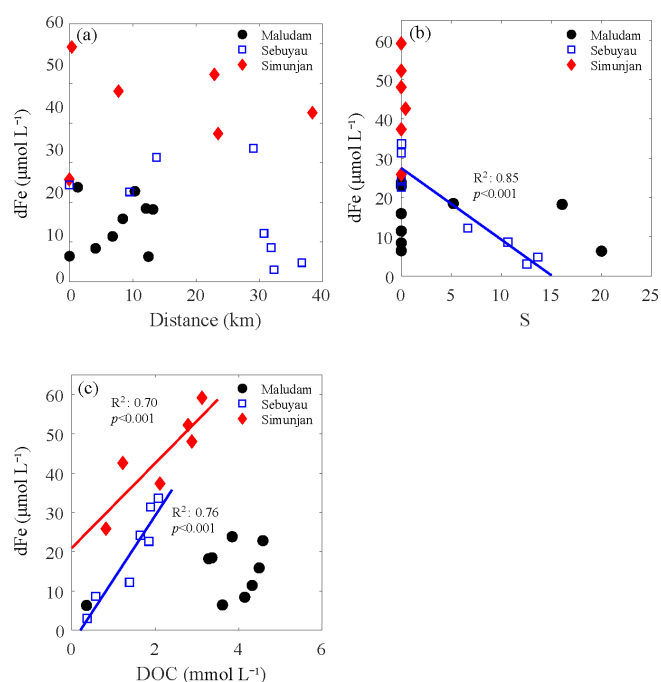 (a)
Maludam
Sebuyau
Simunjan
60
50
40
30
20
10
0
dFe (μmol L⁻¹)
0
10
20
30
40
Distance (km)
(b)
Maludam
Sebuyau
Simunjan
60
50
40
30
20
10
0
dFe (μmol L⁻¹)
R²: 0.85
p<0.001
0
5
10
15
20
25
S
(c)
Maludam
Sebuyau
Simunjan
60
50
40
30
20
10
0
dFe (μmol L⁻¹)
R²: 0.70
p<0.001
R²: 0.76
p<0.001
0
2
4
6
DOC (mmol L⁻¹)